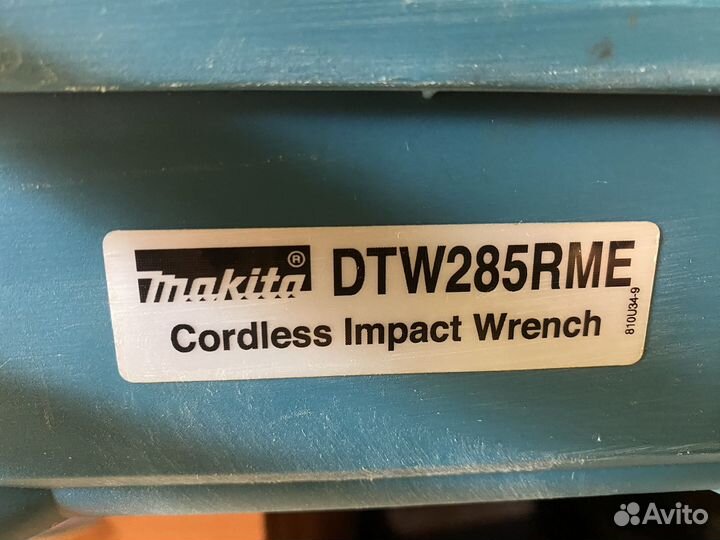 makita® DTW285RME
Cordless Impact Wrench
810U34-9
Avito